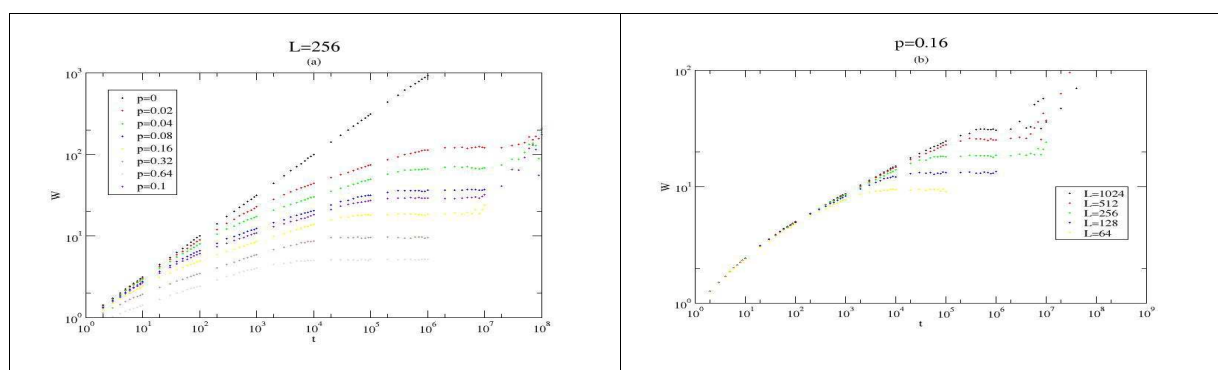 L=256
(a)
10^3
10^2
10^1
10^0
W
p=0
p=0.02
p=0.04
p=0.08
p=0.16
p=0.32
p=0.64
p=0.1
10^0 10^1 10^2 10^3 10^4 10^5 10^6 10^7 10^8
t
p=0.16
(b)
10^2
10^1
10^0
W
L=1024
L=512
L=256
L=128
L=64
10^0 10^1 10^2 10^3 10^4 10^5 10^6 10^7 10^8 10^9
t